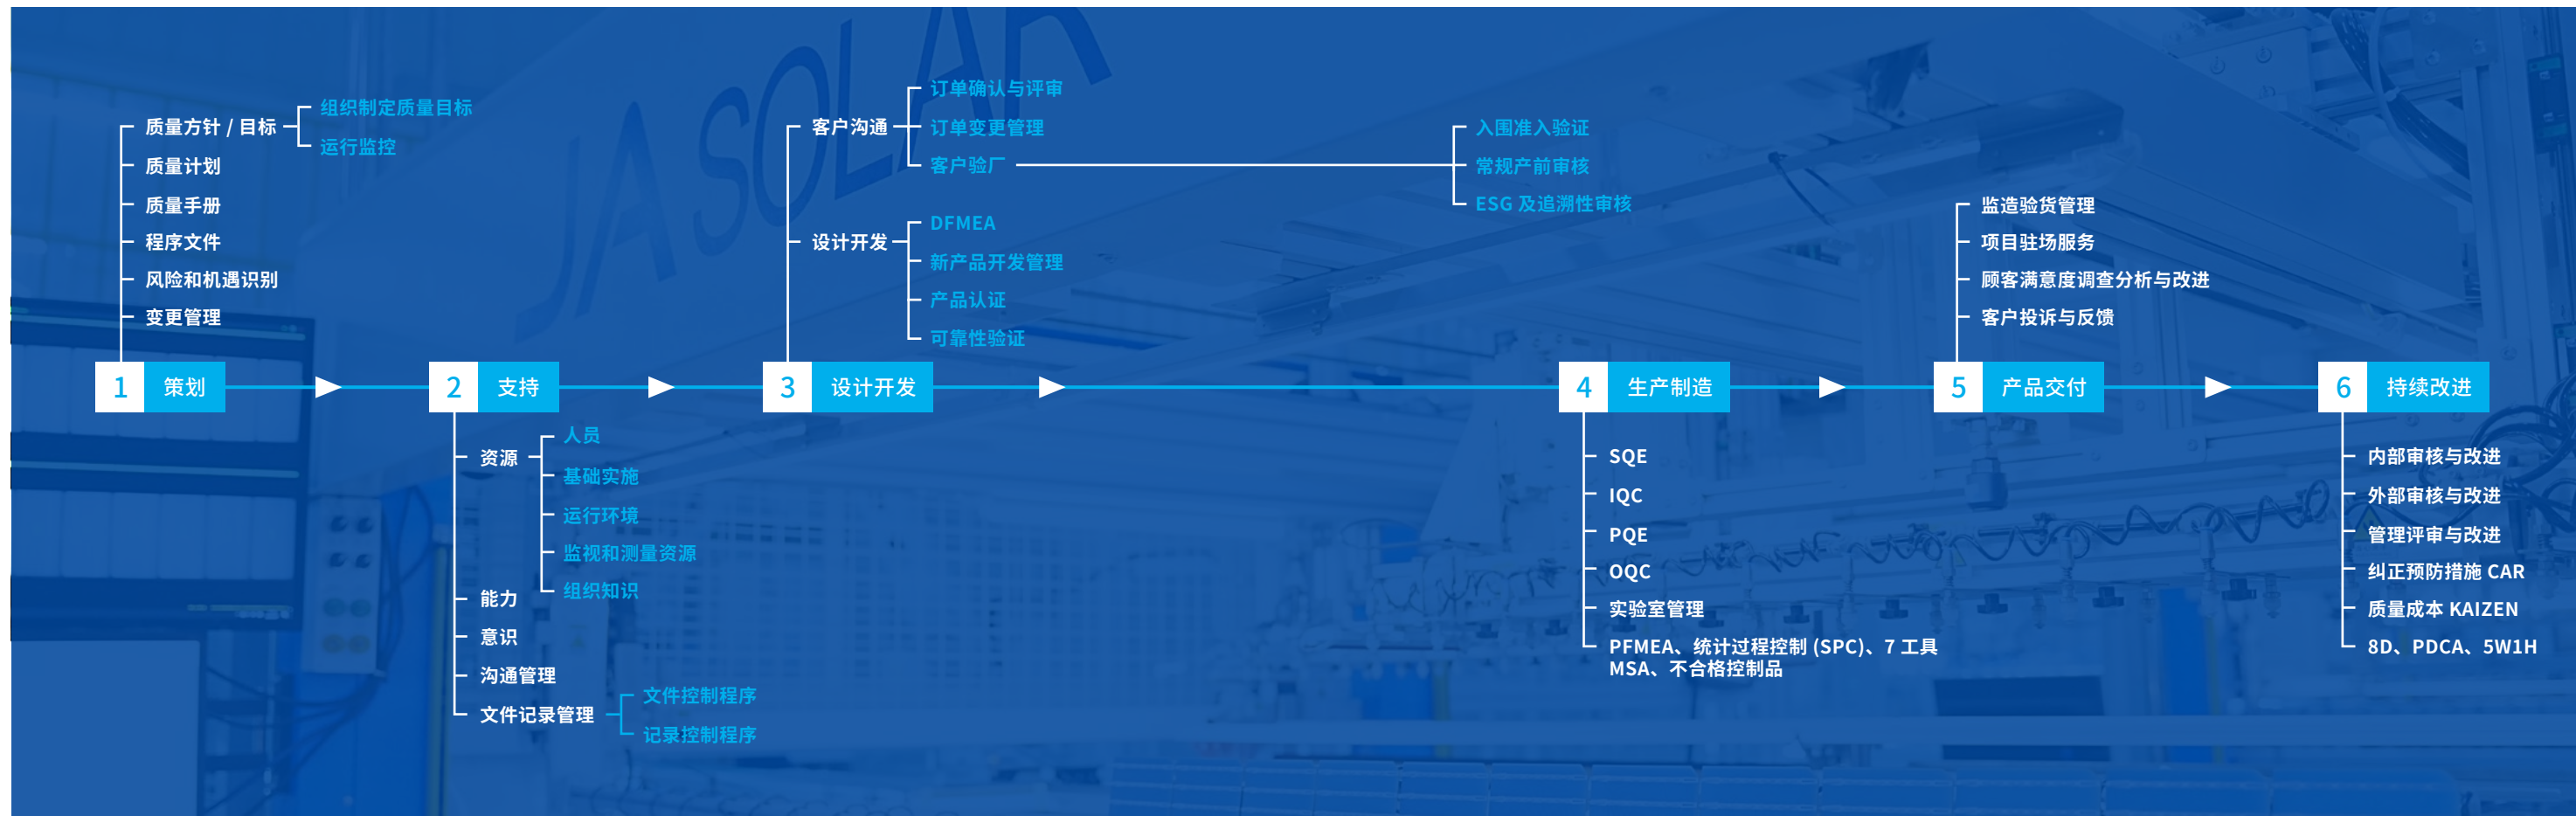 JA SOLAR
质量方针 / 目标
组织制定质量目标
运行监控
质量计划
质量手册
程序文件
风险和机遇识别
变更管理
1 策划
2 支持
资源
人员
基础实施
运行环境
监视和测量资源
组织知识
能力
意识
沟通管理
文件记录管理
文件控制程序
记录控制程序
客户沟通
订单确认与评审
订单变更管理
客户验厂
入围准入验证
常规产前审核
ESG 及追溯性审核
设计开发
DFMEA
新产品开发管理
产品认证
可靠性验证
3 设计开发
4 生产制造
SQE
IQC
PQE
OQC
实验室管理
PFMEA、统计过程控制 (SPC)、7 工具
MSA、不合格控制品
监造验货管理
项目驻场服务
顾客满意度调查分析与改进
客户投诉与反馈
5 产品交付
6 持续改进
内部审核与改进
外部审核与改进
管理评审与改进
纠正预防措施 CAR
质量成本 KAIZEN
8D、PDCA、5W1H